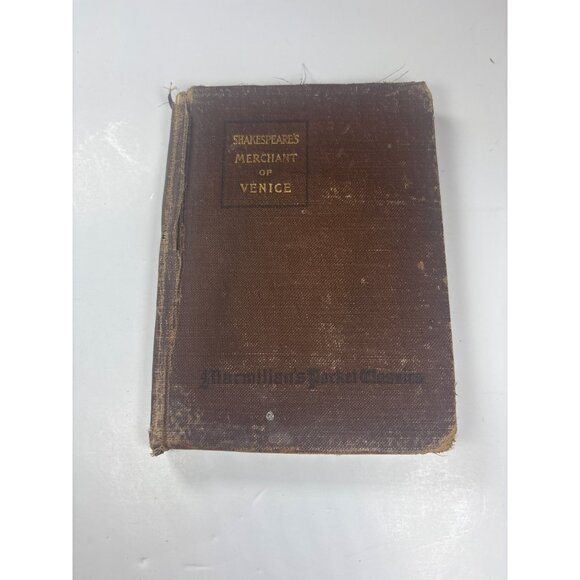 SHAKESPEARE'S
MERCHANT
OF
VENICE
Macmillan's Pocket Classics